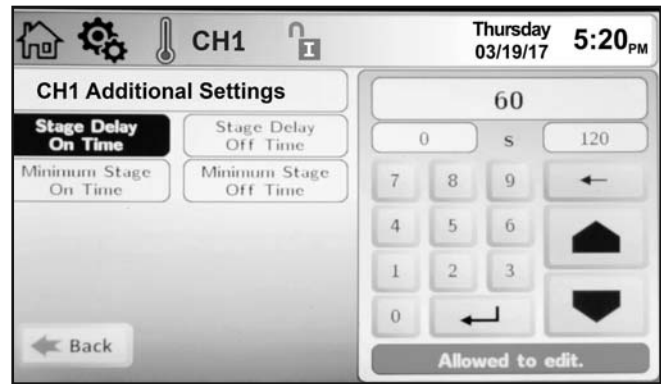 CH1
I
Thursday
03/19/17
5:20 PM
CH1 Additional Settings
Stage Delay
On Time
Stage Delay
Off Time
Minimum Stage
On Time
Minimum Stage
Off Time
Back
60
0 s 120
7 8 9
4 5 6
1 2 3
0
Allowed to edit.